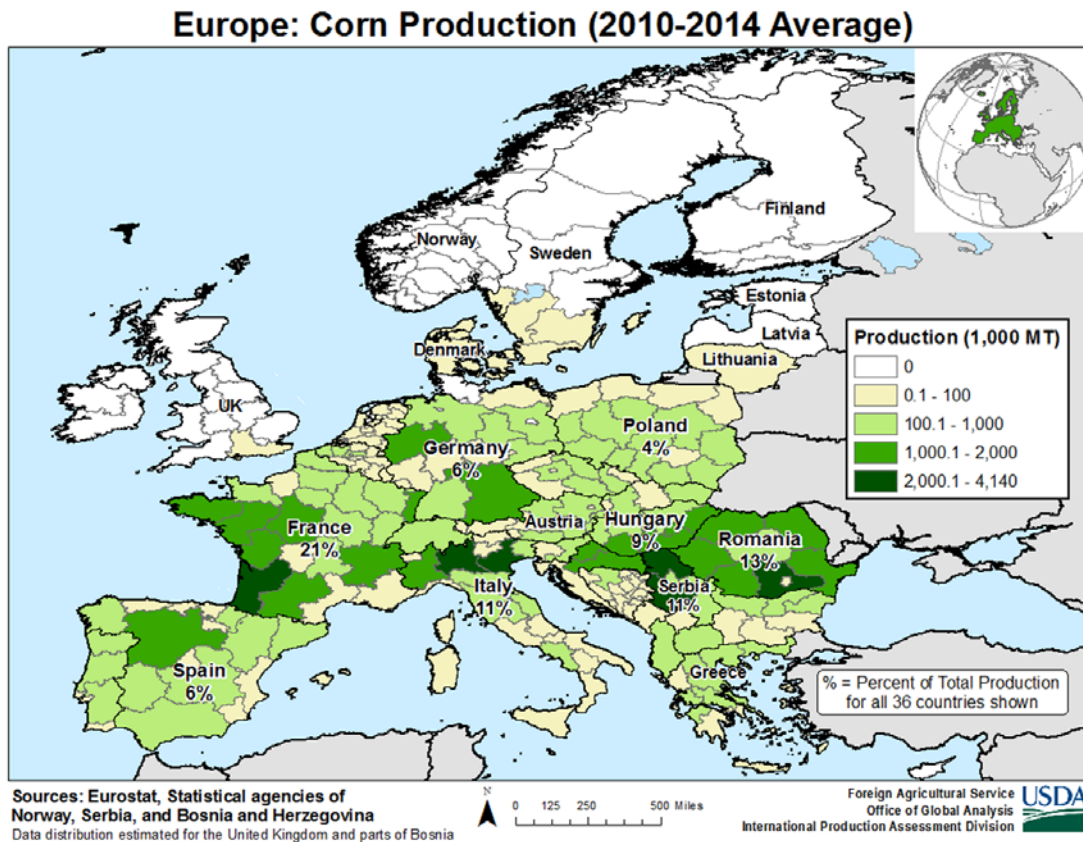 Europe: Corn Production (2010-2014 Average)
Norway
Sweden
Finland
Estonia
Latvia
Lithuania
Denmark
UK
Production (1,000 MT)
0
0.1 - 100
100.1 - 1,000
1,000.1 - 2,000
2,000.1 - 4,140
Germany
6%
Poland
4%
France
21%
Austria
Hungary
9%
Romania
13%
Italy
11%
Serbia
11%
Spain
6%
Greece
% = Percent of Total Production
for all 36 countries shown
Sources: Eurostat, Statistical agencies of
Norway, Serbia, and Bosnia and Herzegovina
Data distribution estimated for the United Kingdom and parts of Bosnia
N
0 125 250 500 Miles
Foreign Agricultural Service
Office of Global Analysis
International Production Assessment Division
USDA